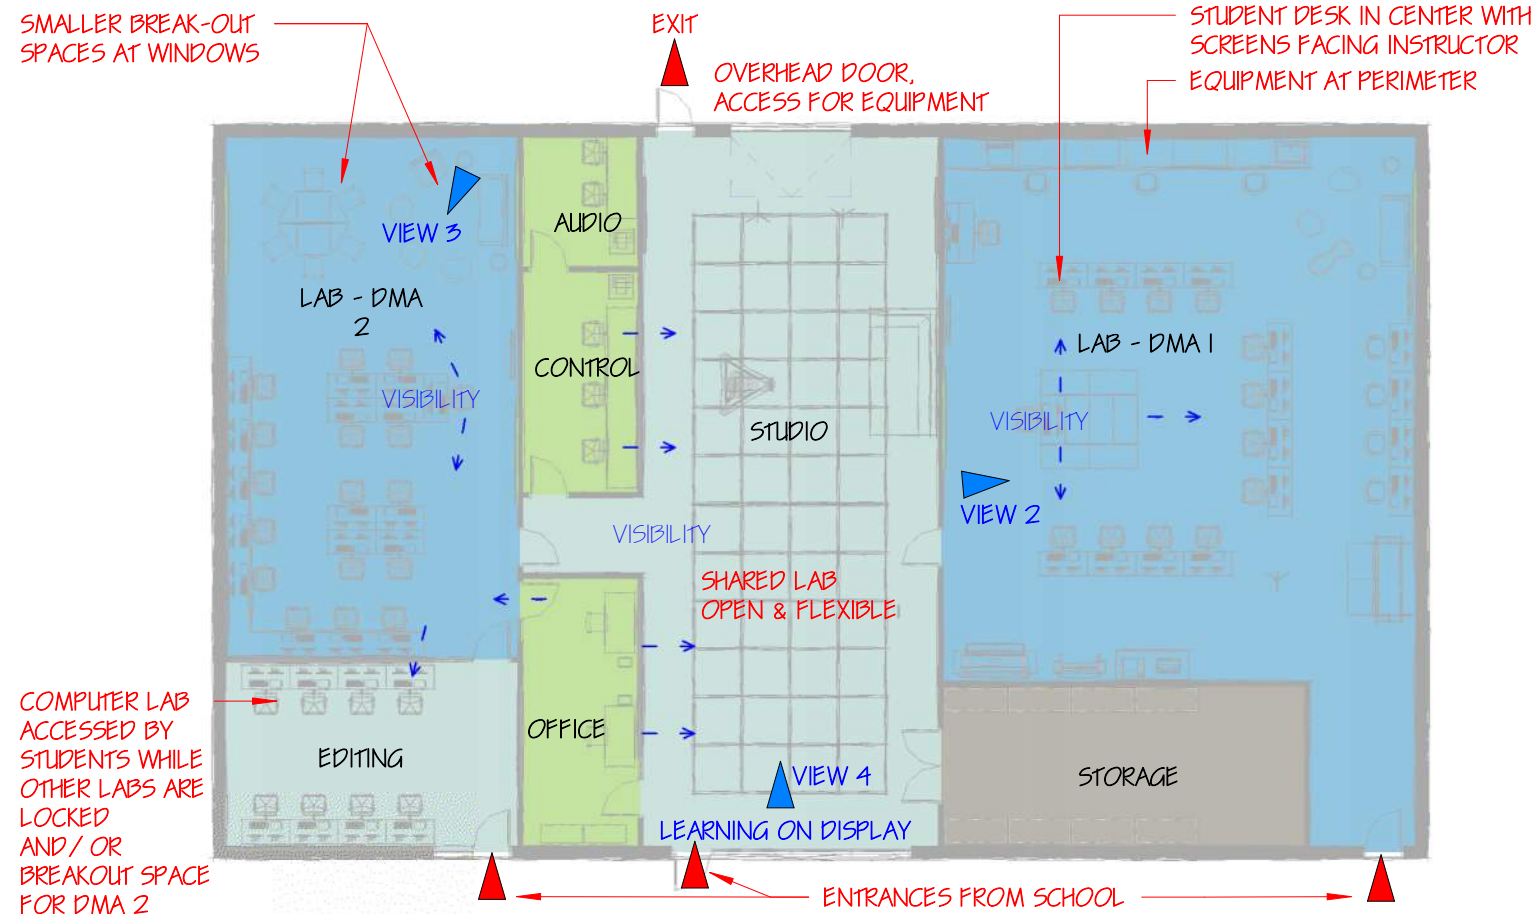 SMALLER BREAK-OUT
SPACES AT WINDOWS
EXIT
OVERHEAD DOOR,
ACCESS FOR EQUIPMENT
STUDENT DESK IN CENTER WITH
SCREENS FACING INSTRUCTOR
EQUIPMENT AT PERIMETER
VIEW 3
AUDIO
LAB - DMA
2
CONTROL
VISIBILITY
STUDIO
LAB - DMA 1
VISIBILITY
VIEW 2
VISIBILITY
SHARED LAB
OPEN & FLEXIBLE
COMPUTER LAB
ACCESSED BY
STUDENTS WHILE
OTHER LABS ARE
LOCKED
AND/ OR
BREAKOUT SPACE
FOR DMA 2
EDITING
OFFICE
VIEW 4
LEARNING ON DISPLAY
STORAGE
ENTRANCES FROM SCHOOL